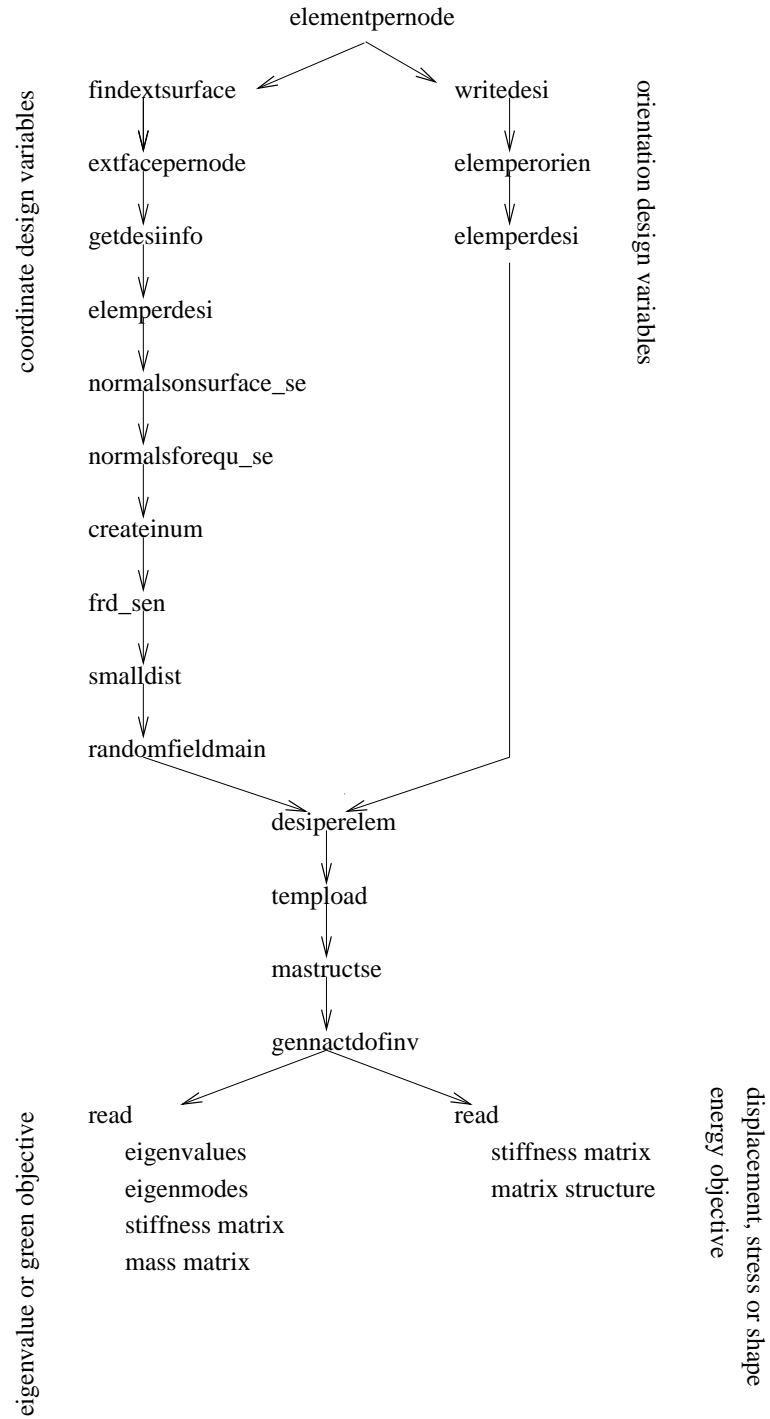 elementpernode
findextsurface
writedesi
coordinate design variables
orientation design variables
extfacepernode
elemperorien
getdesiinfo
elemperdesi
elemperdesi
normalsonsurface_se
normalsforequ_se
createinum
frd_sen
smalldist
randomfieldmain
desiperelem
tempload
mastructse
gennactdofinv
read
eigenvalues
eigenmodes
stiffness matrix
mass matrix
read
stiffness matrix
matrix structure
eigenvalue or green objective
displacement, stress or shape
energy objective